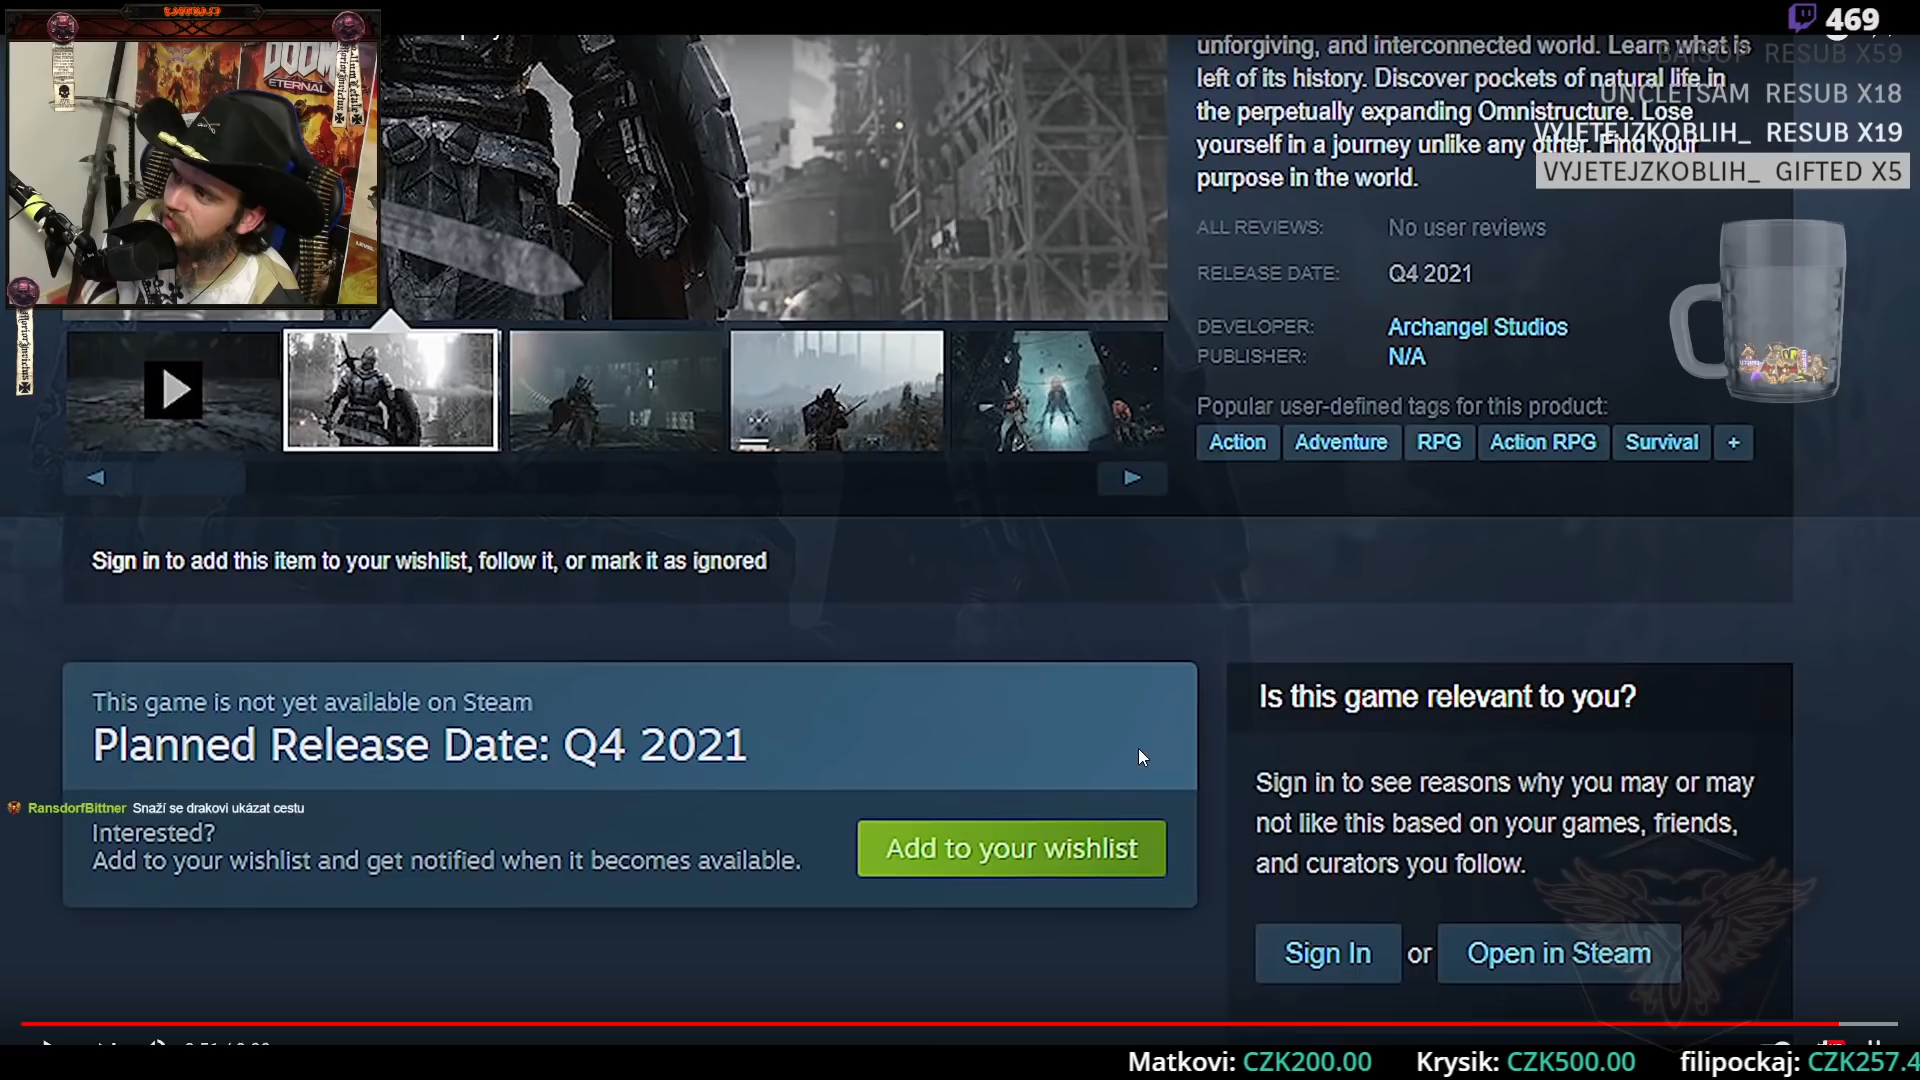 469
DOOM
ETERNAL
unforgiving, and interconnected world. Learn what is
BAISOP RESUB X59
left of its history. Discover pockets of natural life in
UNCLETSAM RESUB X18
the perpetually expanding Omnistructure. Lose
VYJETEJZKOBLIH_ RESUB X19
yourself in a journey unlike any other. Find your
VYJETEJZKOBLIH_ GIFTED X5
purpose in the world.
ALL REVIEWS: No user reviews
RELEASE DATE: Q4 2021
DEVELOPER: Archangel Studios
PUBLISHER: N/A
Popular user-defined tags for this product:
Action Adventure RPG Action RPG Survival +
Sign in to add this item to your wishlist, follow it, or mark it as ignored
This game is not yet available on Steam
Planned Release Date: Q4 2021
RansdorfBittner Snaží se drakovi ukázat cestu
Interested?
Add to your wishlist and get notified when it becomes available.
Add to your wishlist
Is this game relevant to you?
Sign in to see reasons why you may or may
not like this based on your games, friends,
and curators you follow.
Sign In or Open in Steam
Matkovi: CZK200.00 Krysik: CZK500.00 filipockaj: CZK257.4